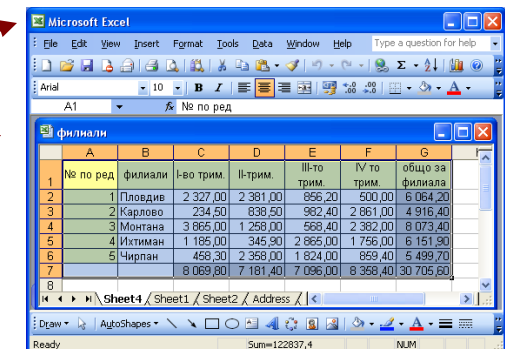 Microsoft Excel
File Edit View Insert Format Tools Data Window Help Type a question for help
Arial 10 B I
A1 fx № по ред
филиали
A B C D E F G
1 № по ред филиали I-во трим. II-трим. III-то трим. IV то трим. общо за филиала
2 1 Пловдив 2 327,00 2 381,00 856,20 500,00 6 064,20
3 2 Карлово 234,50 838,50 982,40 2 861,00 4 916,40
4 3 Монтана 3 865,00 1 258,00 568,40 2 382,00 8 073,40
5 4 Ихтиман 1 185,00 345,90 2 865,00 1 756,00 6 151,90
6 5 Чирпан 458,30 2 358,00 1 824,00 859,40 5 499,70
7 8 069,80 7 181,40 7 096,00 8 358,40 30 705,60
8
Sheet4 Sheet1 Sheet2 Address
Draw AutoShapes
Ready Sum=122837,4 NUM